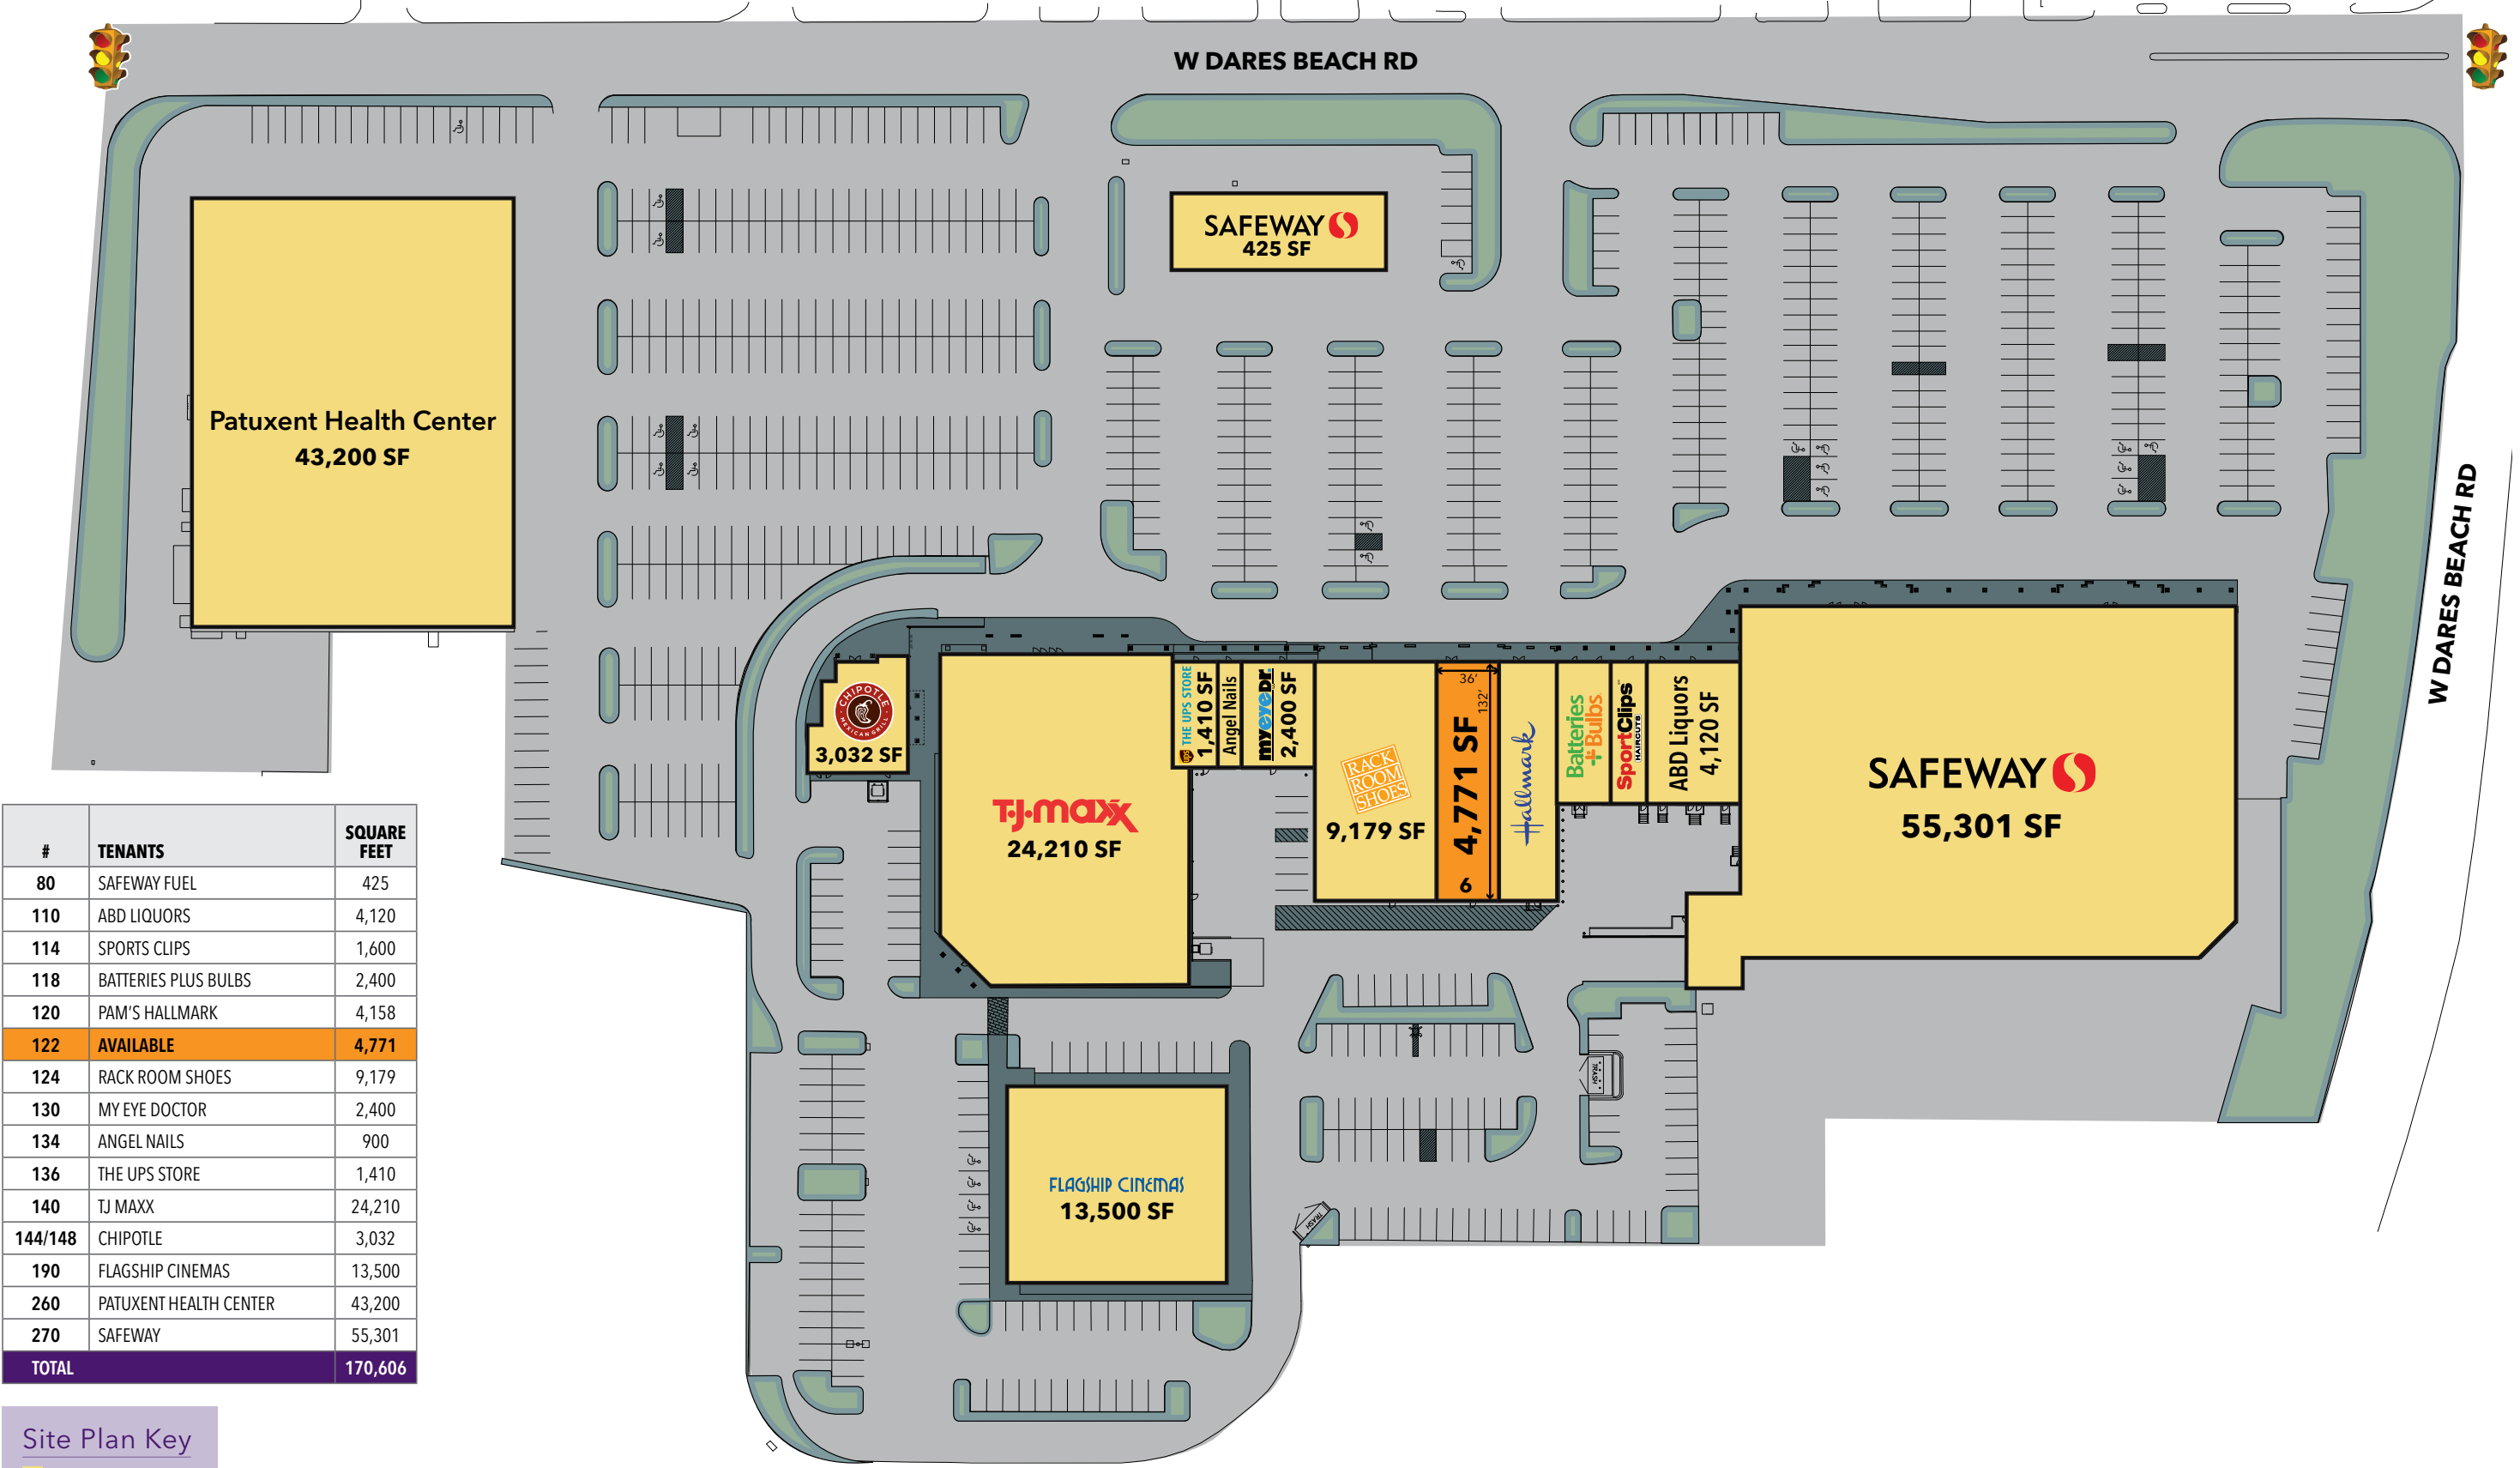 W DARES BEACH RD
SAFEWAY
425 SF
Patuxent Health Center
43,200 SF
W DARES BEACH RD
CHIPOTLE
MEXICAN GRILL
3,032 SF
T·J·maxx
24,210 SF
ups THE UPS STORE
1,410 SF
Angel Nails
myeyedr.
2,400 SF
RACK
ROOM
SHOES
9,179 SF
36'
132'
4,771 SF
6
Hallmark
Batteries
+Bulbs
SportClips
HAIRCUTS
ABD Liquors
4,120 SF
SAFEWAY
55,301 SF
FLAGSHIP CINEMAS
13,500 SF
TRASH
TRASH
# TENANTS SQUARE FEET
80 SAFEWAY FUEL 425
110 ABD LIQUORS 4,120
114 SPORTS CLIPS 1,600
118 BATTERIES PLUS BULBS 2,400
120 PAM'S HALLMARK 4,158
122 AVAILABLE 4,771
124 RACK ROOM SHOES 9,179
130 MY EYE DOCTOR 2,400
134 ANGEL NAILS 900
136 THE UPS STORE 1,410
140 TJ MAXX 24,210
144/148 CHIPOTLE 3,032
190 FLAGSHIP CINEMAS 13,500
260 PATUXENT HEALTH CENTER 43,200
270 SAFEWAY 55,301
TOTAL 170,606
Site Plan Key